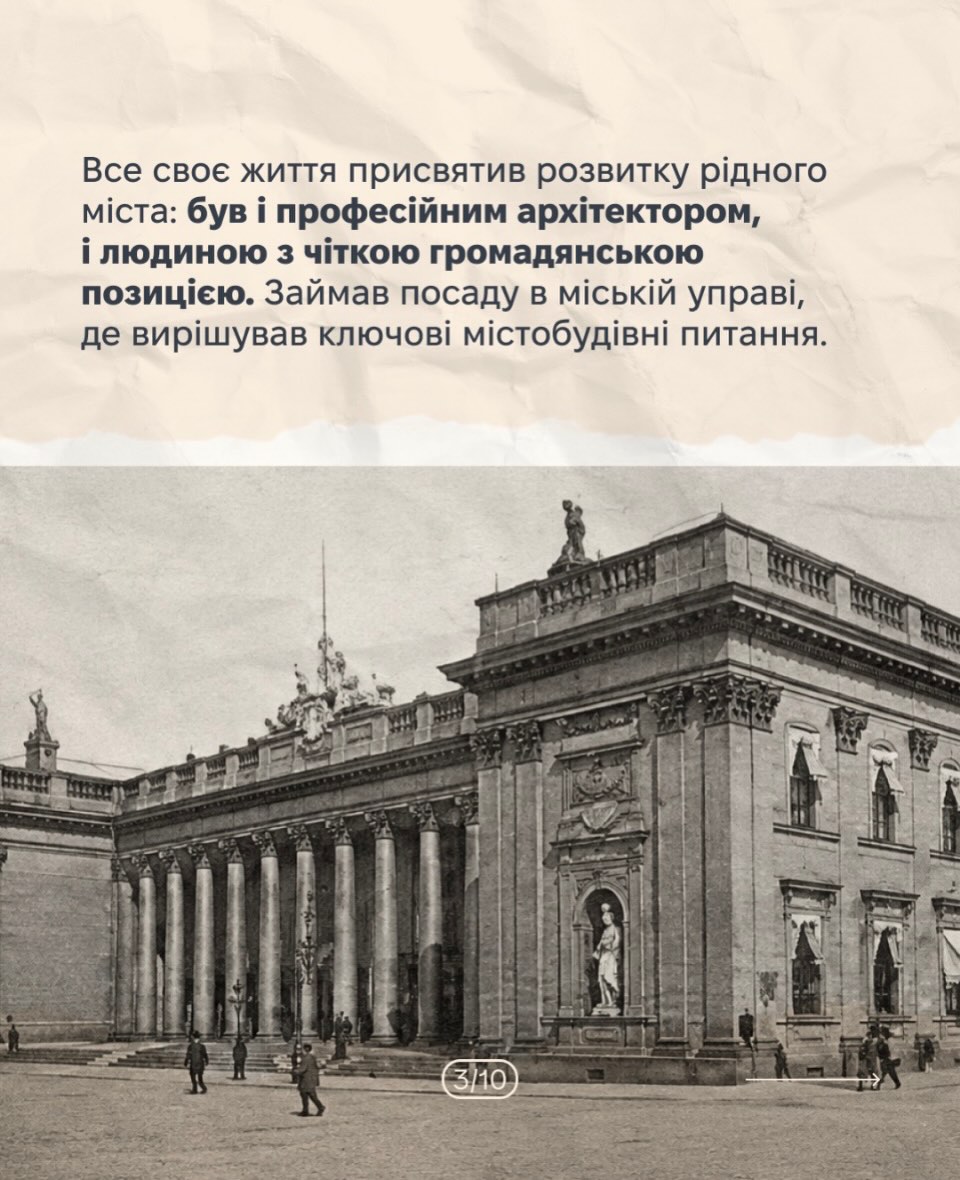 Все своє життя присвятив розвитку рідного
міста: був і професійним архітектором,
і людиною з чіткою громадянською
позицією. Займав посаду в міській управі,
де вирішував ключові містобудівні питання.
3/10